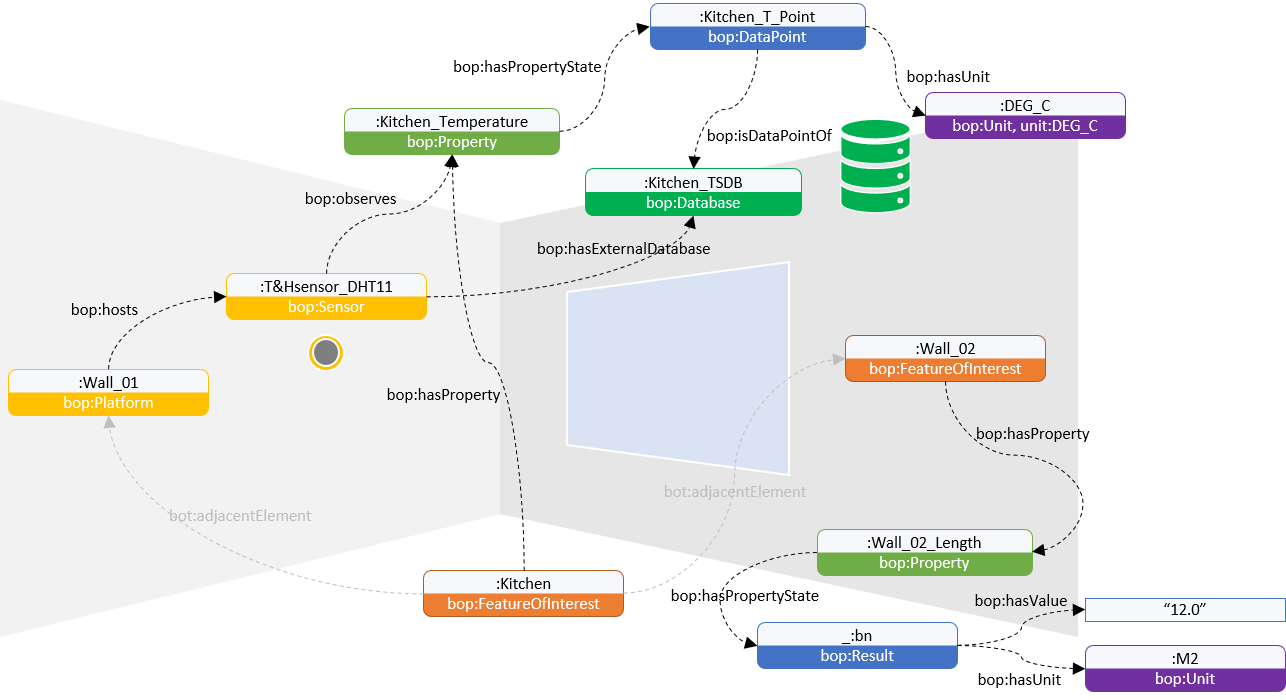 :Kitchen_T_Point
bop:DataPoint
bop:hasPropertyState
bop:hasUnit
:DEG_C
bop:Unit, unit:DEG_C
:Kitchen_Temperature
bop:Property
bop:isDataPointOf
:Kitchen_TSDB
bop:Database
bop:observes
bop:hasExternalDatabase
:T&Hsensor_DHT11
bop:Sensor
bop:hosts
:Wall_01
bop:Platform
:Wall_02
bop:FeatureOfInterest
bop:hasProperty
bop:hasProperty
bot:adjacentElement
bot:adjacentElement
:Wall_02_Length
bop:Property
:Kitchen
bop:FeatureOfInterest
bop:hasPropertyState
bop:hasValue
“12.0”
_:bn
bop:Result
:M2
bop:Unit
bop:hasUnit